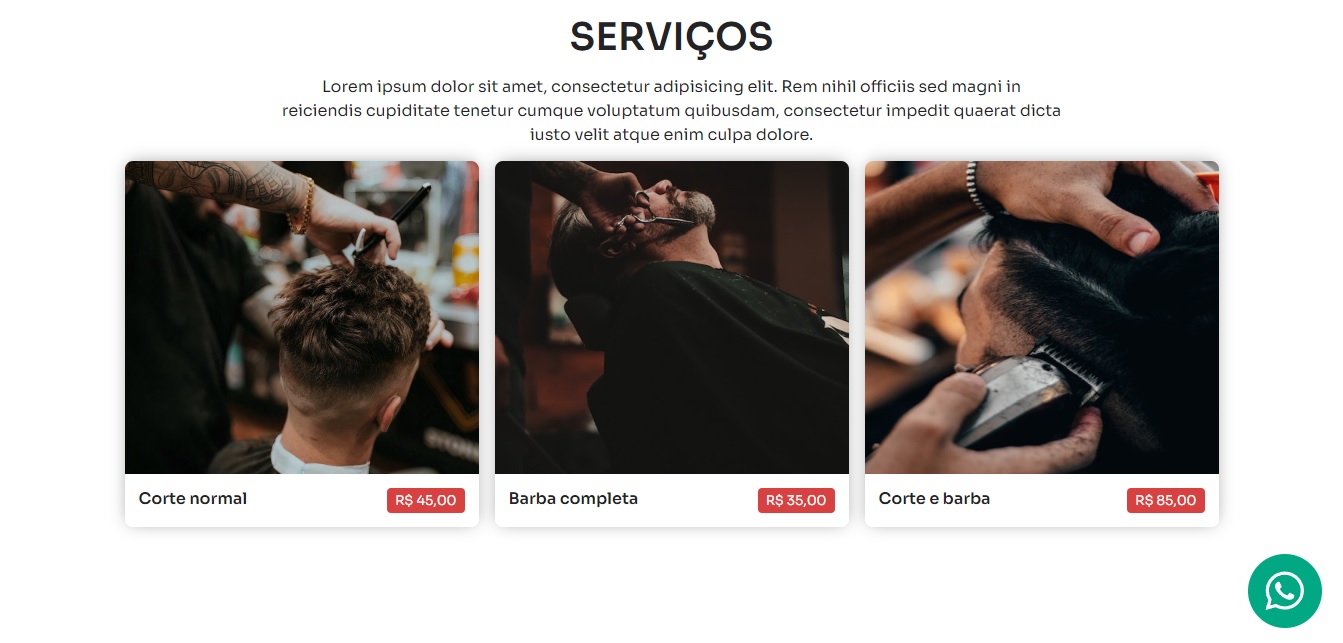 SERVIÇOS
Lorem ipsum dolor sit amet, consectetur adipisicing elit. Rem nihil officiis sed magni in
reiciendis cupiditate tenetur cumque voluptatum quibusdam, consectetur impedit quaerat dicta
iusto velit atque enim culpa dolore.
Corte normal
R$ 45,00
Barba completa
R$ 35,00
Corte e barba
R$ 85,00